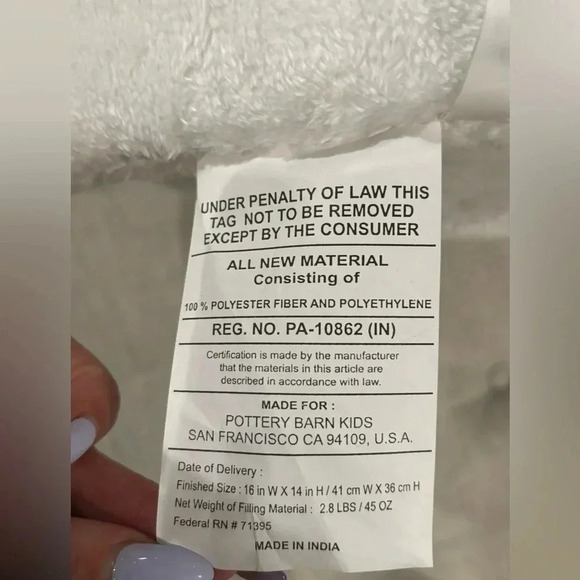 UNDER PENALTY OF LAW THIS
TAG NOT TO BE REMOVED
EXCEPT BY THE CONSUMER
ALL NEW MATERIAL
Consisting of
100 % POLYESTER FIBER AND POLYETHYLENE
REG. NO. PA-10862 (IN)
Certification is made by the manufacturer
that the materials in this article are
described in accordance with law.
MADE FOR :
POTTERY BARN KIDS
SAN FRANCISCO CA 94109, U.S.A.
Date of Delivery :
Finished Size : 16 in W X 14 in H / 41 cm W X 36 cm H
Net Weight of Filling Material : 2.8 LBS / 45 OZ
Federal RN # 71395
MADE IN INDIA